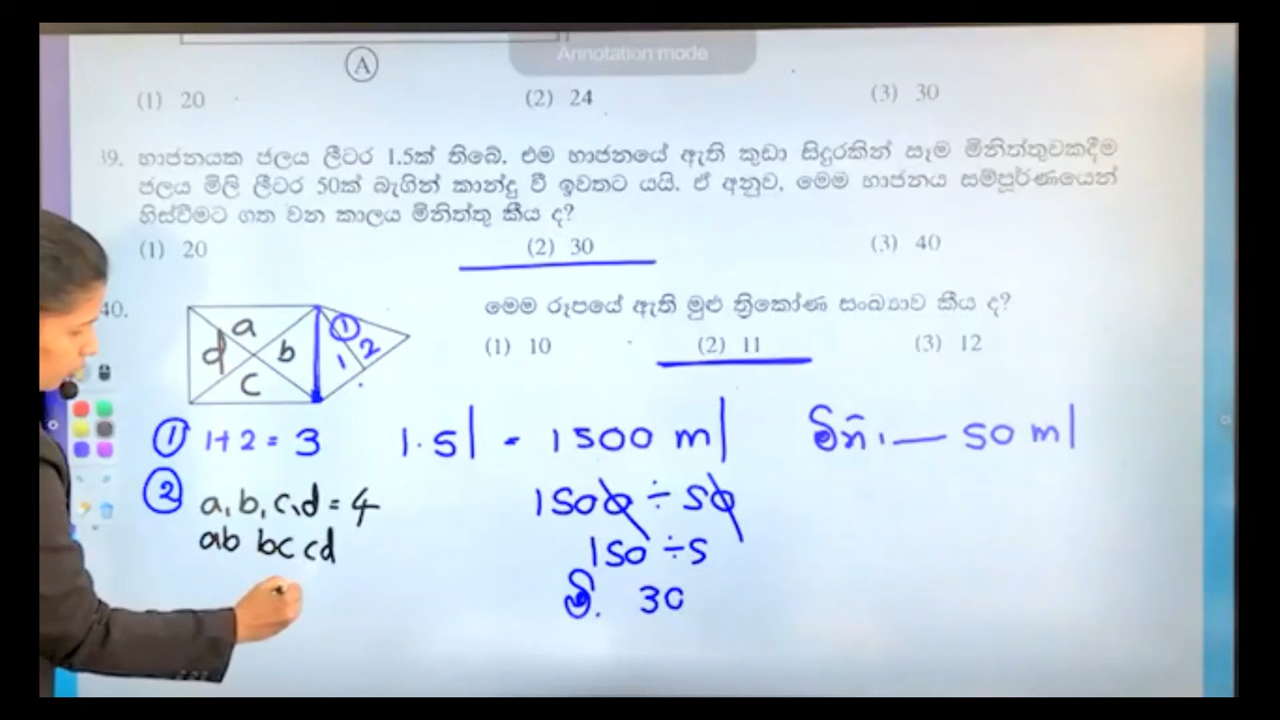 Annotation mode
A
(1) 20 (2) 24 (3) 30
39. භාජනයක ජලය ලීටර 1.5ක් තිබේ. එම භාජනයේ ඇති කුඩා සිදුරකින් සෑම මිනිත්තුවකදීම
ජලය මිලි ලීටර 50ක් බැගින් කාන්දු වී ඉවතට යයි. ඒ අනුව, මෙම භාජනය සම්පූර්ණයෙන්
හිස්වීමට ගත වන කාලය මිනිත්තු කීය ද?
(1) 20 (2) 30 (3) 40
40. මෙම රූපයේ ඇති මුළු ත්‍රිකෝණ සංඛ්‍යාව කීය ද?
(1) 10 (2) 11 (3) 12
a
d b
c
1
1 2
1 1+2=3 1.5l - 1500 ml මිනි. — 50 ml
2 a,b,c,d=4 1500 ÷ 50
ab bc cd 150 ÷ 5
මි. 30